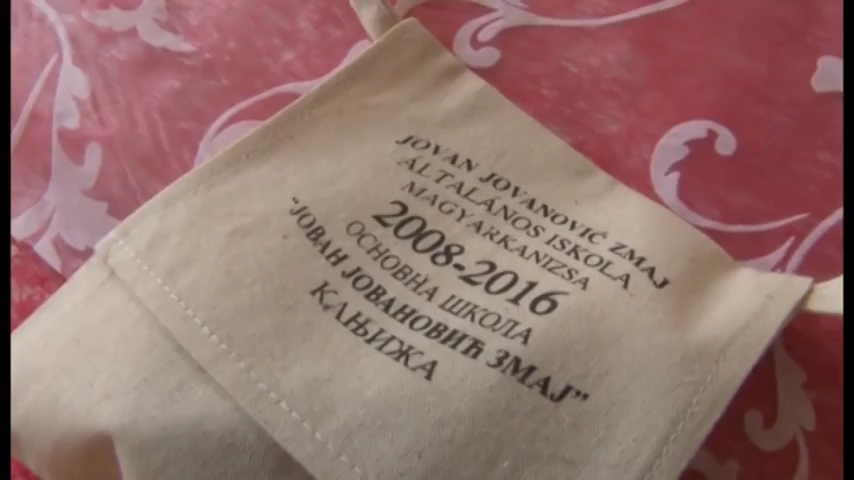 JOVAN JOVANOVIĆ ZMAJ
ÁLTALÁNOS ISKOLA
MAGYARKANIZSA
2008-2016
ОСНОВНА ШКОЛА
"ЈОВАН ЈОВАНОВИЋ ЗМАЈ"
КАЊИЖА